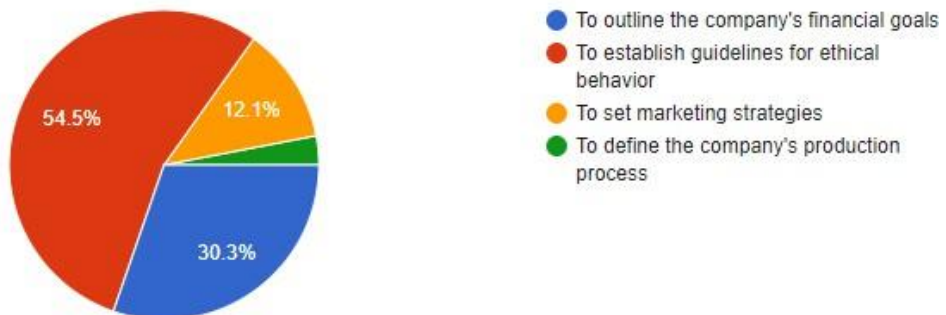 54.5%
12.1%
30.3%
To outline the company's financial goals
To establish guidelines for ethical
behavior
To set marketing strategies
To define the company's production
process